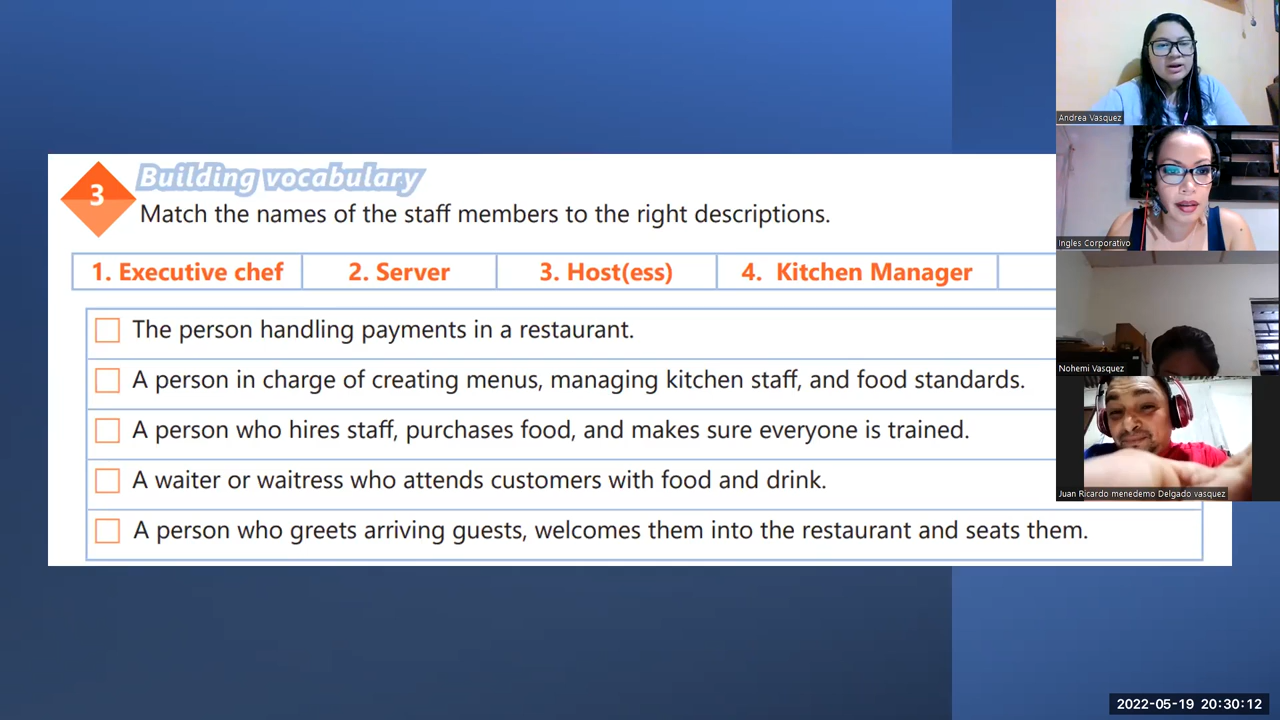 3
Building vocabulary
Match the names of the staff members to the right descriptions.
1. Executive chef
2. Server
3. Host(ess)
4. Kitchen Manager
The person handling payments in a restaurant.
A person in charge of creating menus, managing kitchen staff, and food standards.
A person who hires staff, purchases food, and makes sure everyone is trained.
A waiter or waitress who attends customers with food and drink.
A person who greets arriving guests, welcomes them into the restaurant and seats them.
Andrea Vasquez
Ingles Corporativo
Nohemi Vasquez
Juan Ricardo menedemo Delgado vasquez
2022-05-19 20:30:12